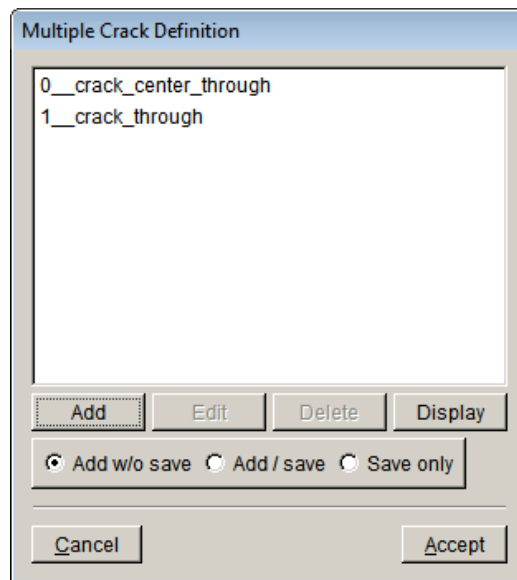 Multiple Crack Definition
0__crack_center_through
1__crack_through
Add Edit Delete Display
Add w/o save Add / save Save only
Cancel Accept